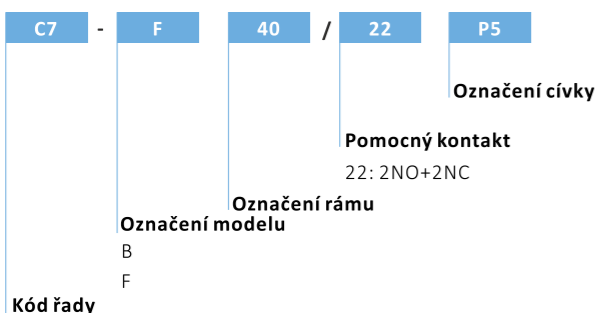 C7 - F 40 / 22 P5
Označení cívky
Pomocný kontakt
22: 2NO+2NC
Označení rámu
Označení modelu
B
F
Kód řady